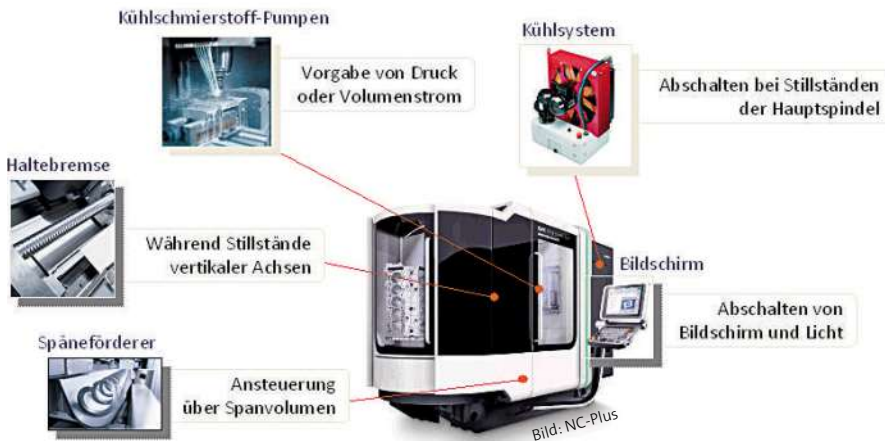 Kühlschmierstoff-Pumpen
Vorgabe von Druck
oder Volumenstrom
Kühlsystem
Abschalten bei Stillständen
der Hauptspindel
Haltebremse
Während Stillstände
vertikaler Achsen
Bildschirm
Abschalten von
Bildschirm und Licht
Späneförderer
Ansteuerung
über Spanvolumen
Bild: NC-Plus